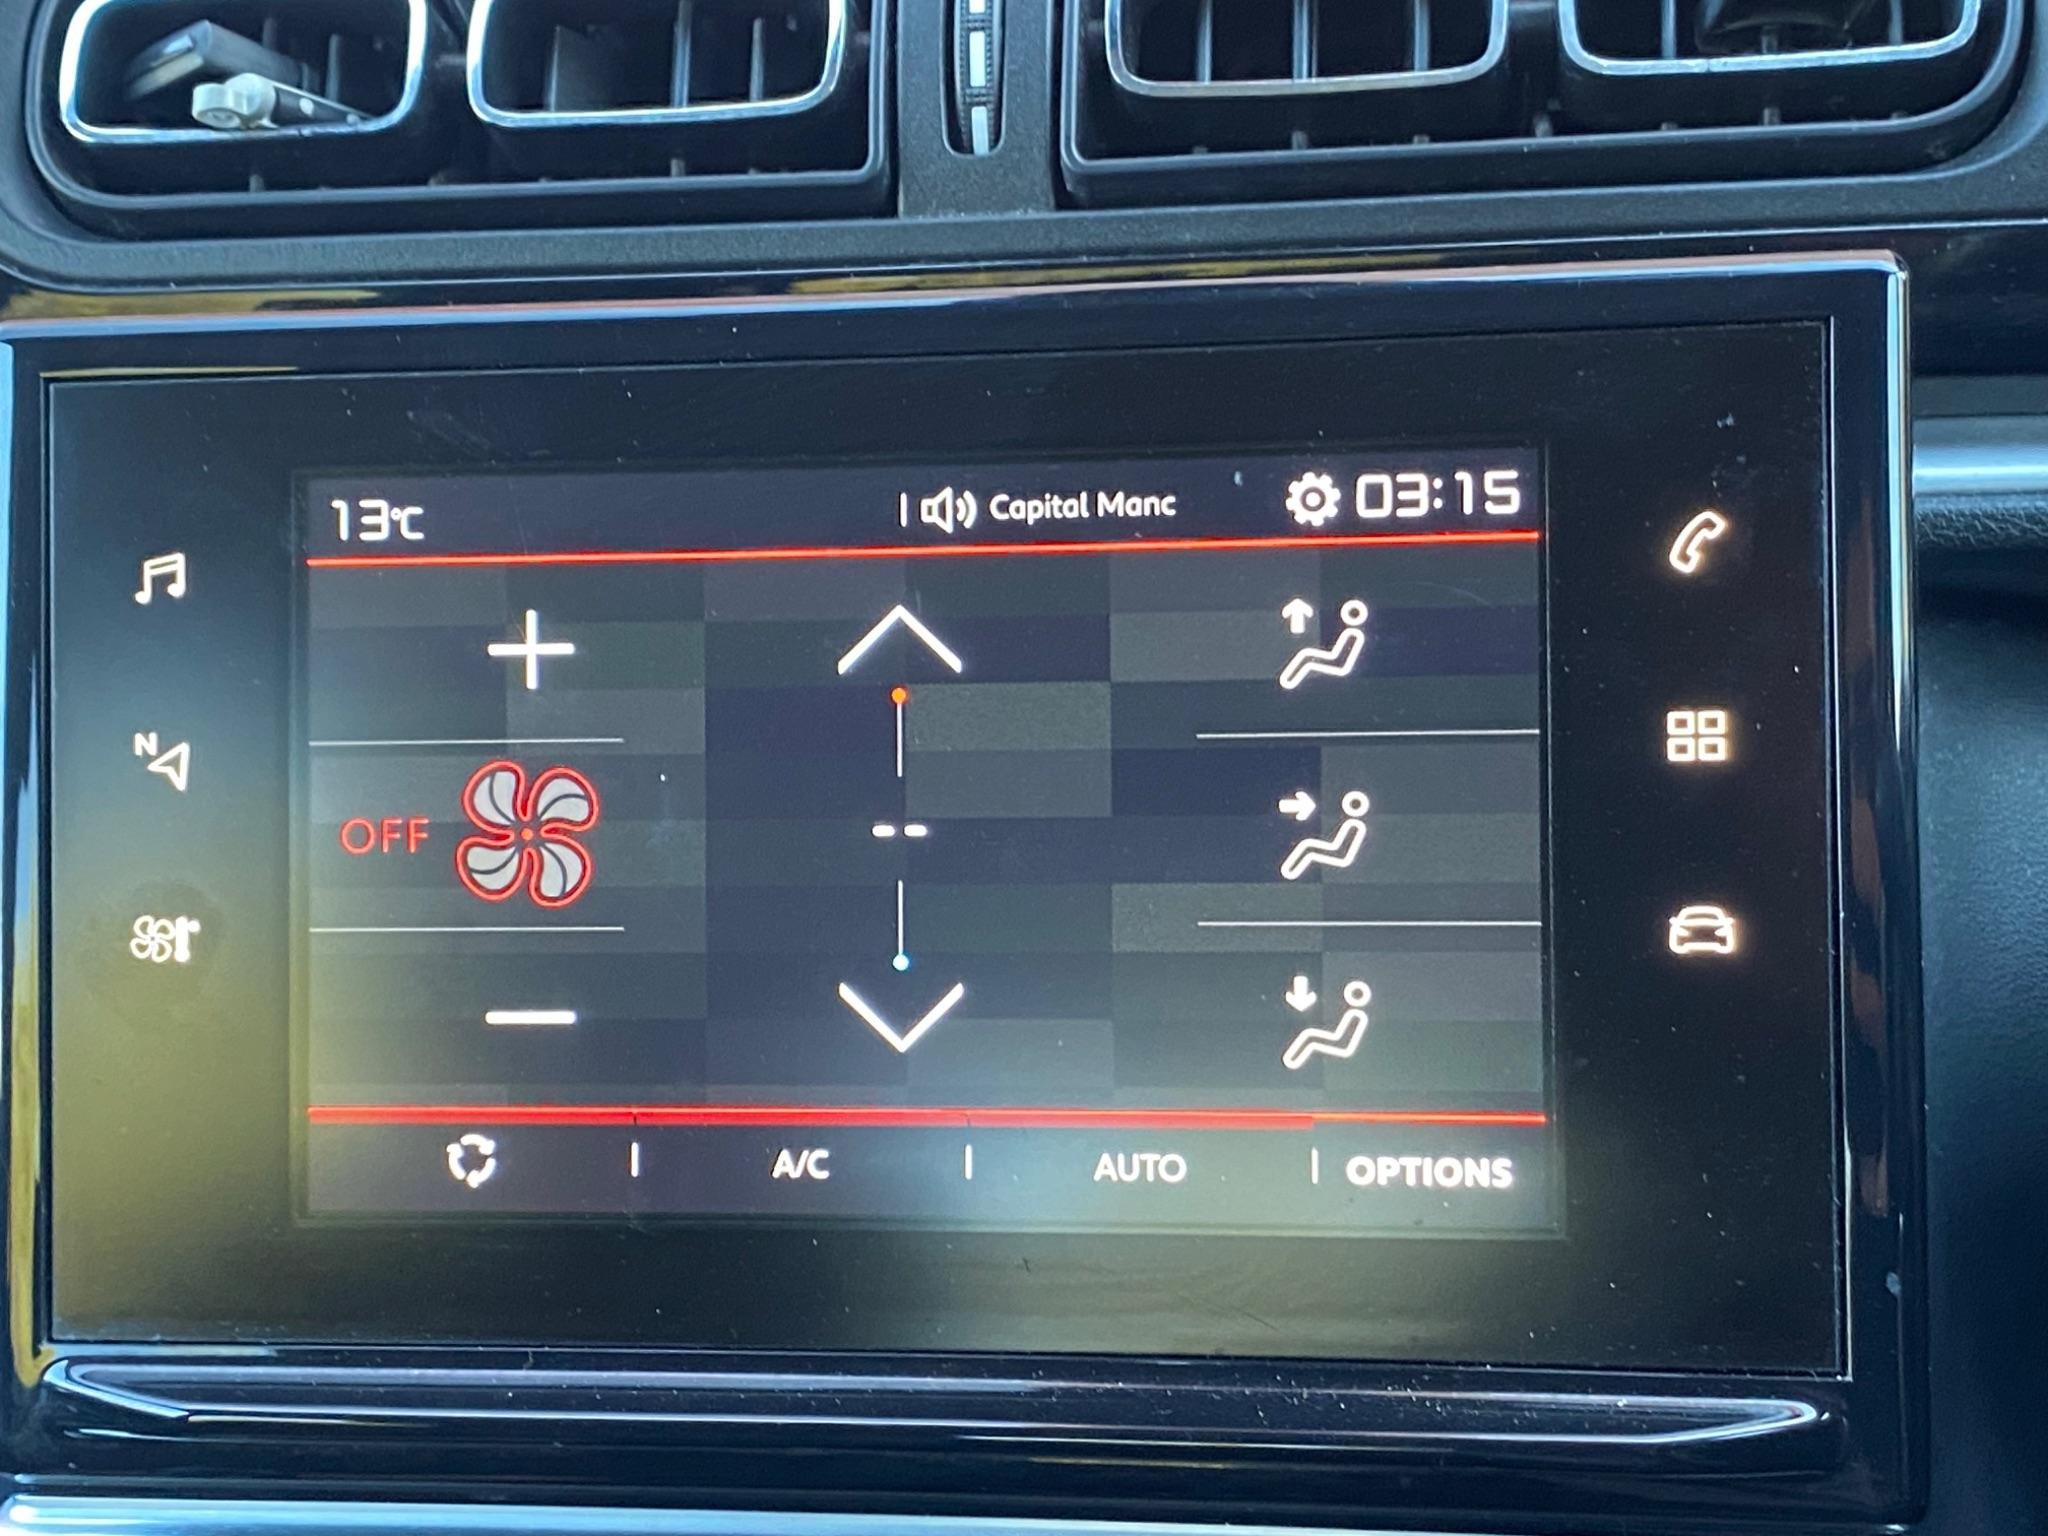 13°C
Capital Manc
03:15
N
OFF
--
A/C
AUTO
OPTIONS